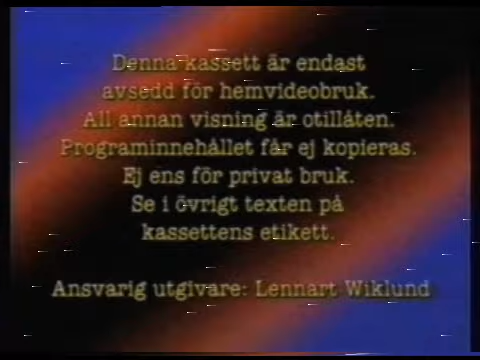 Denna kassett är endast
avsedd för hemvideobruk.
All annan visning är otillåten.
Programinnehållet får ej kopieras.
Ej ens för privat bruk.
Se i övrigt texten på
kassettens etikett.
Ansvarig utgivare: Lennart Wiklund